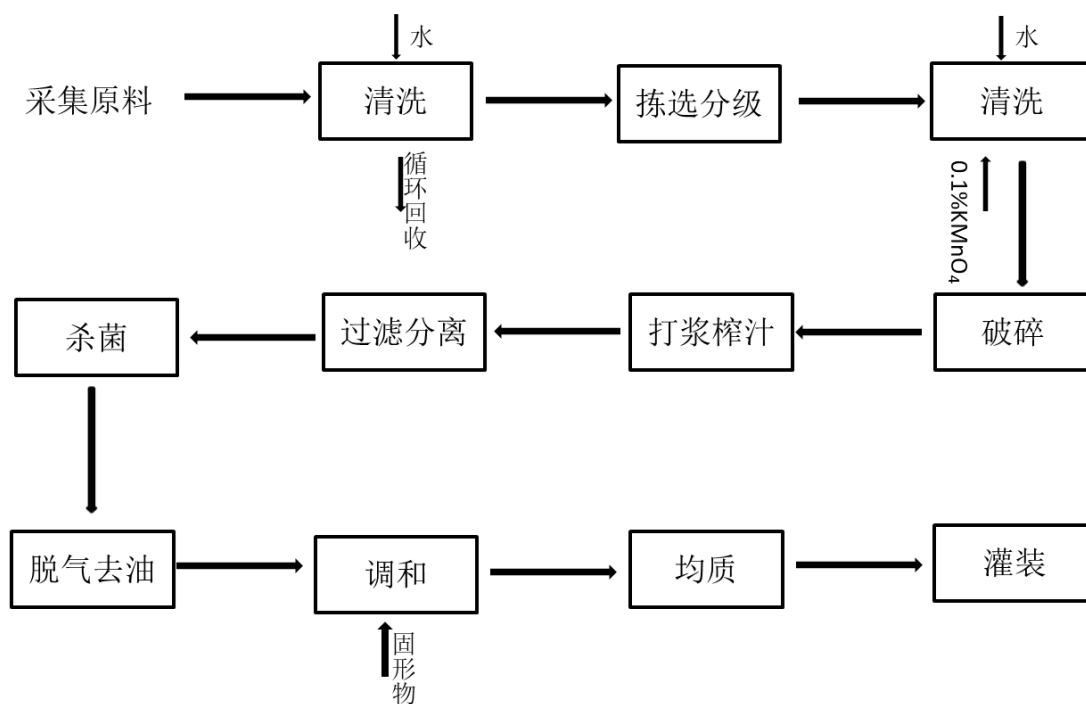 水
水
采集原料
清洗
拣选分级
清洗
循环回收
0.1%KMnO₄
杀菌
过滤分离
打浆榨汁
破碎
脱气去油
调和
均质
灌装
固形物